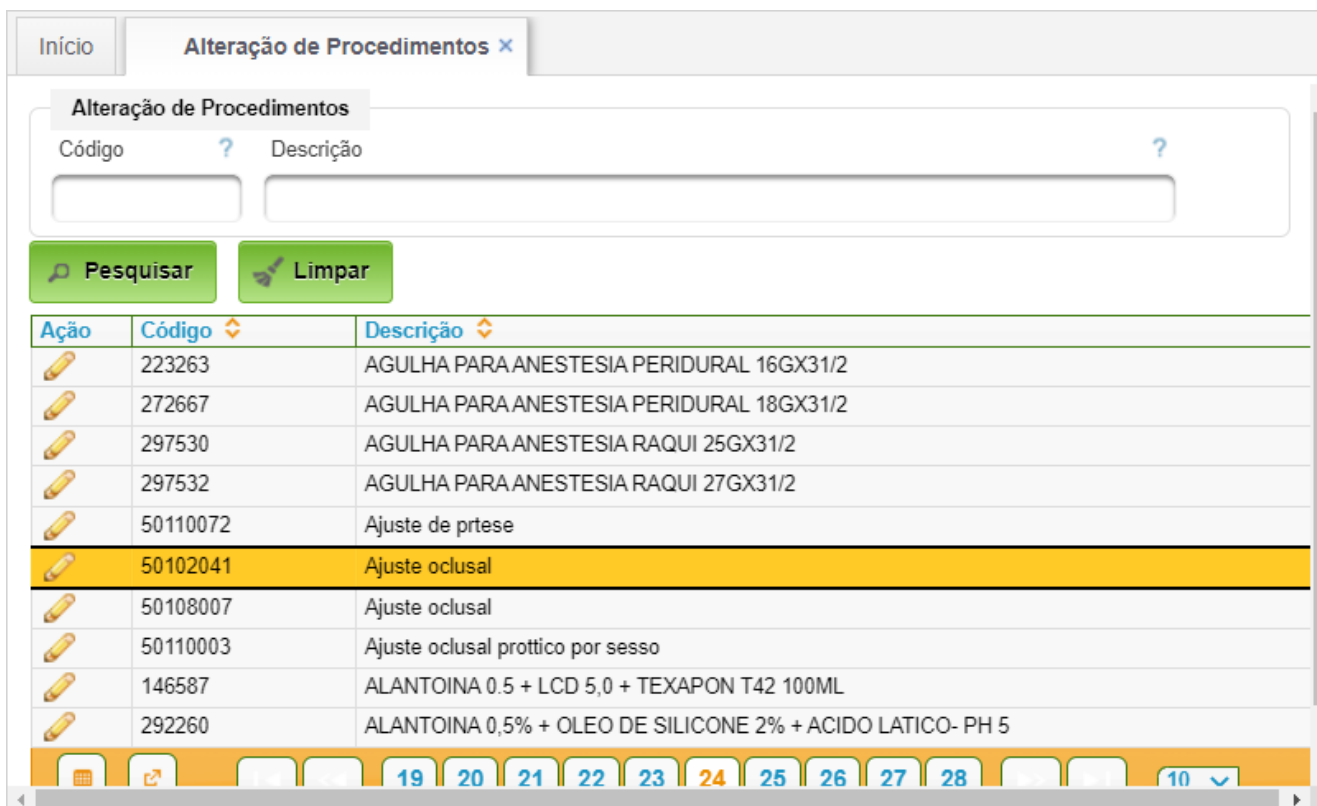 Início Alteração de Procedimentos ×
Alteração de Procedimentos
Código ? Descrição ?
Pesquisar Limpar
Ação Código Descrição
223263 AGULHA PARA ANESTESIA PERIDURAL 16GX31/2
272667 AGULHA PARA ANESTESIA PERIDURAL 18GX31/2
297530 AGULHA PARA ANESTESIA RAQUI 25GX31/2
297532 AGULHA PARA ANESTESIA RAQUI 27GX31/2
50110072 Ajuste de prtese
50102041 Ajuste oclusal
50108007 Ajuste oclusal
50110003 Ajuste oclusal prottico por sesso
146587 ALANTOINA 0.5 + LCD 5,0 + TEXAPON T42 100ML
292260 ALANTOINA 0,5% + OLEO DE SILICONE 2% + ACIDO LATICO- PH 5
19 20 21 22 23 24 25 26 27 28 10